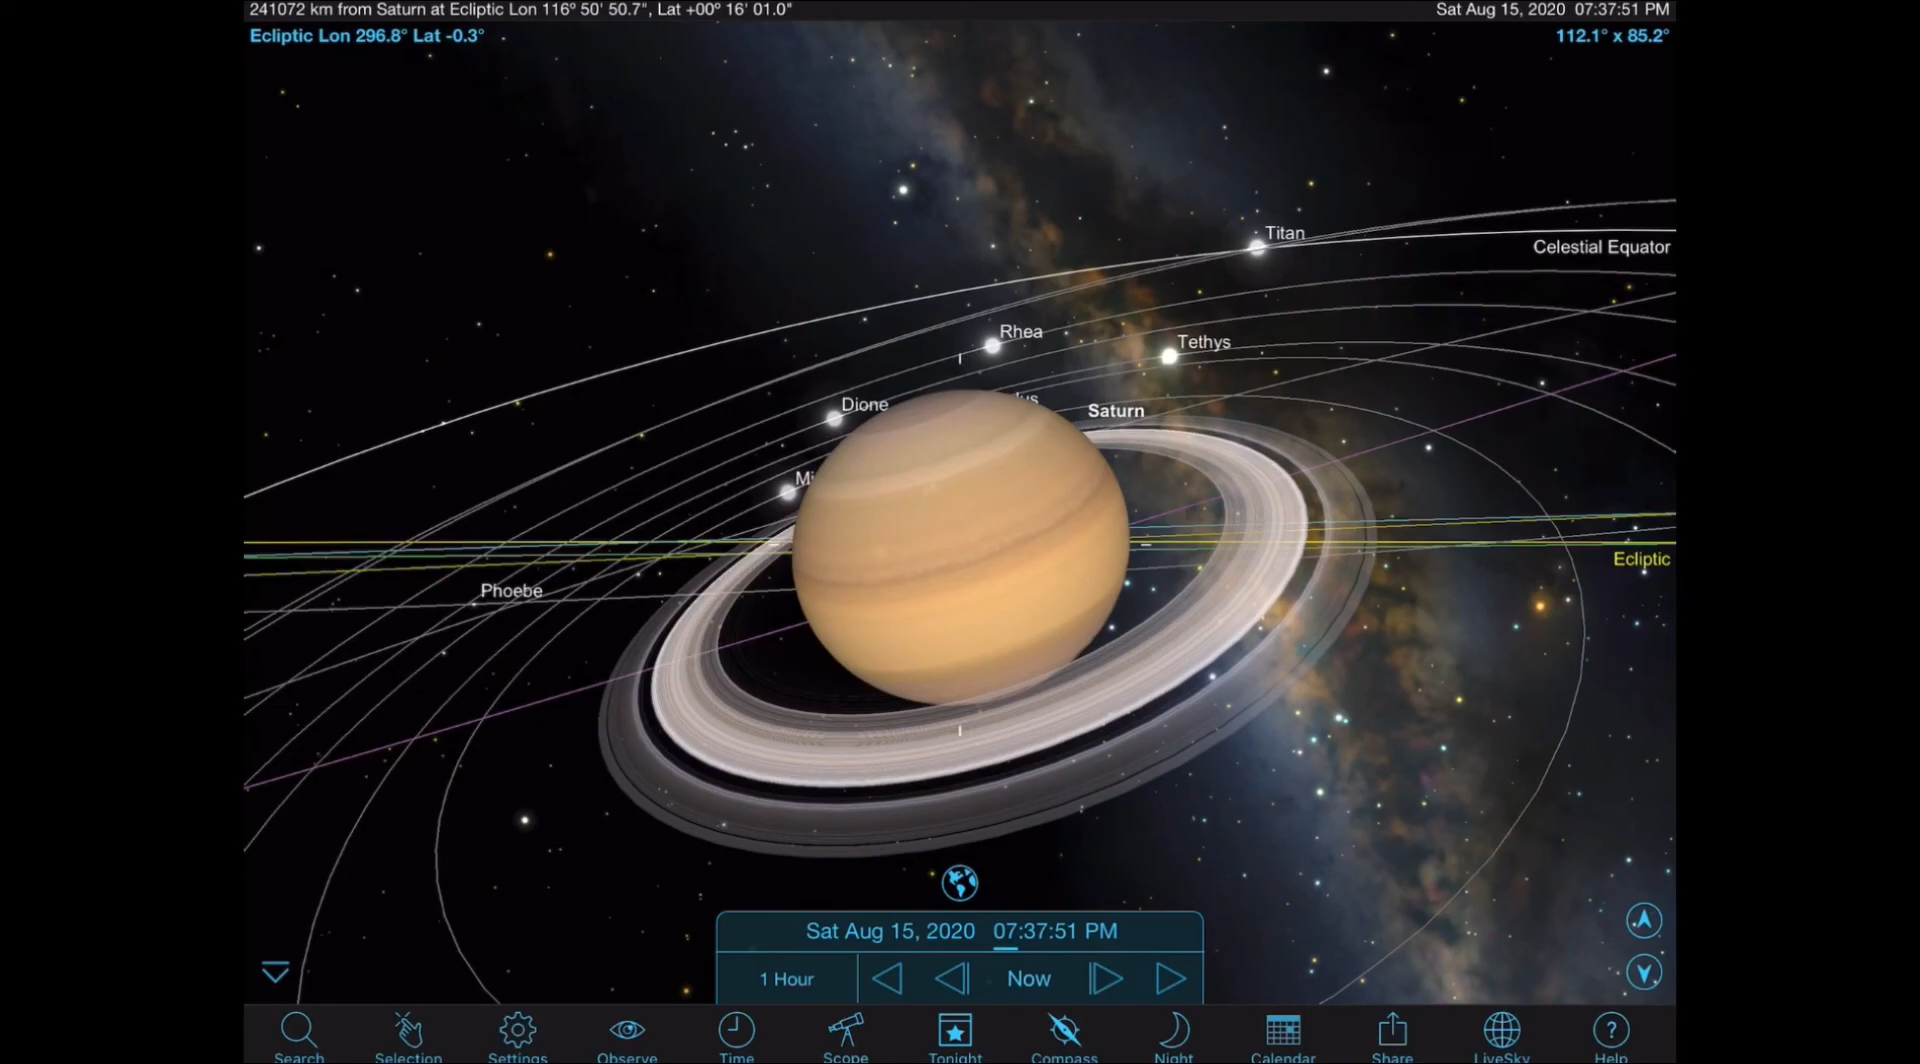 241072 km from Saturn at Ecliptic Lon 116º 50' 50.7", Lat +00º 16' 01.0"
Sat Aug 15, 2020 07:37:51 PM
Ecliptic Lon 296.8° Lat -0.3°
112.1° x 85.2°
Titan
Celestial Equator
Rhea
Tethys
Dione
Saturn
Ecliptic
Phoebe
Sat Aug 15, 2020 07:37:51 PM
1 Hour
Now
Search
Selection
Settings
Observe
Time
Scope
Tonight
Compass
Night
Calendar
Share
LiveSky
Help